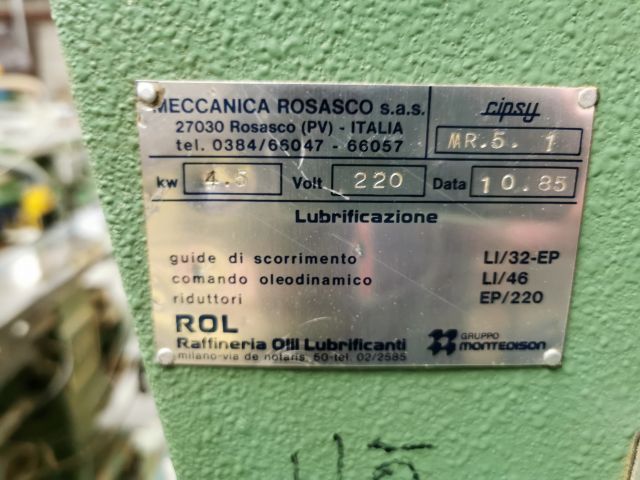 MECCANICA ROSASCO s.a.s.
27030 Rosasco (PV) - ITALIA
tel. 0384/66047 - 66057
cipsy
MR.5. 1
kw 4.5 Volt 220 Data 10.85
Lubrificazione
guide di scorrimento LI/32-EP
comando oleodinamico LI/46
riduttori EP/220
ROL
Raffineria Olii Lubrificanti
milano-via de notaris, 50-tel. 02/2585
GRUPPO
MONTEDISON